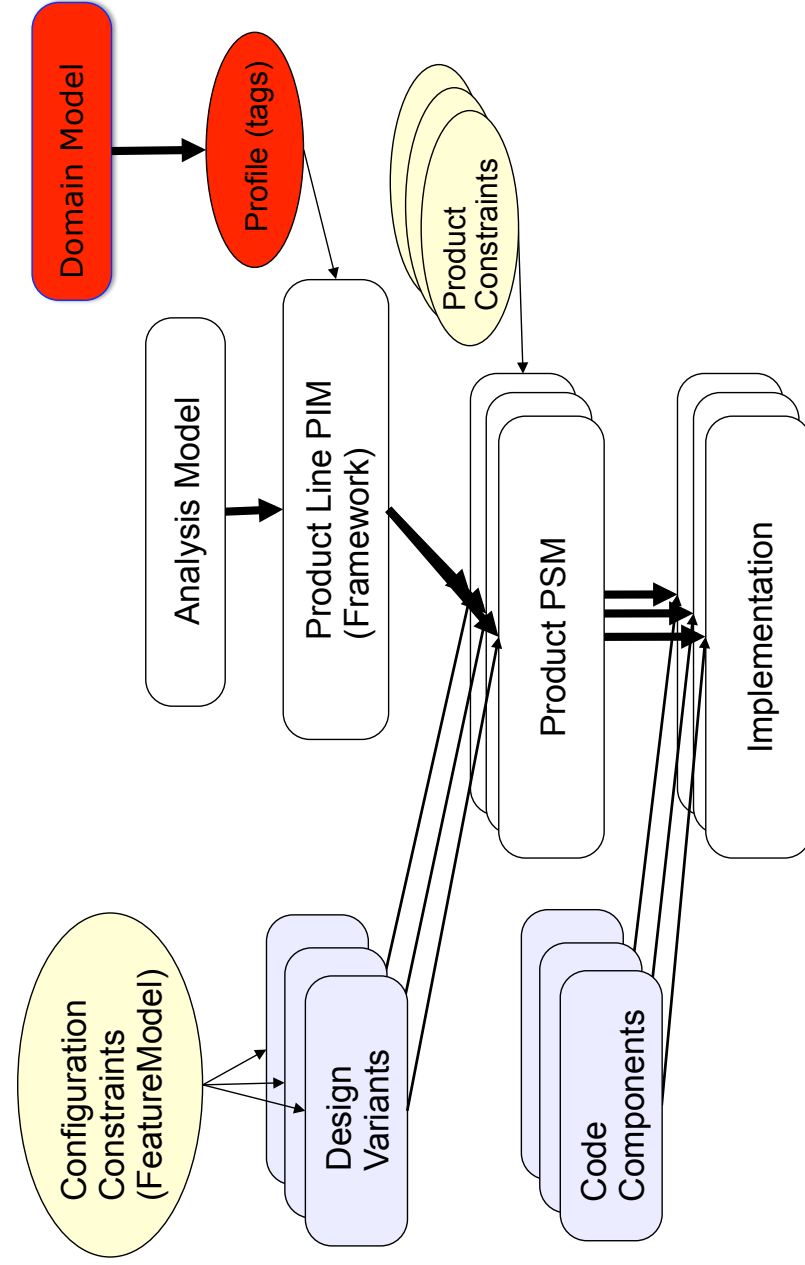 Domain Model
Profile (tags)
Analysis Model
Product Line PIM
(Framework)
Product
Constraints
Product PSM
Implementation
Configuration
Constraints
(FeatureModel)
Design
Variants
Code
Components